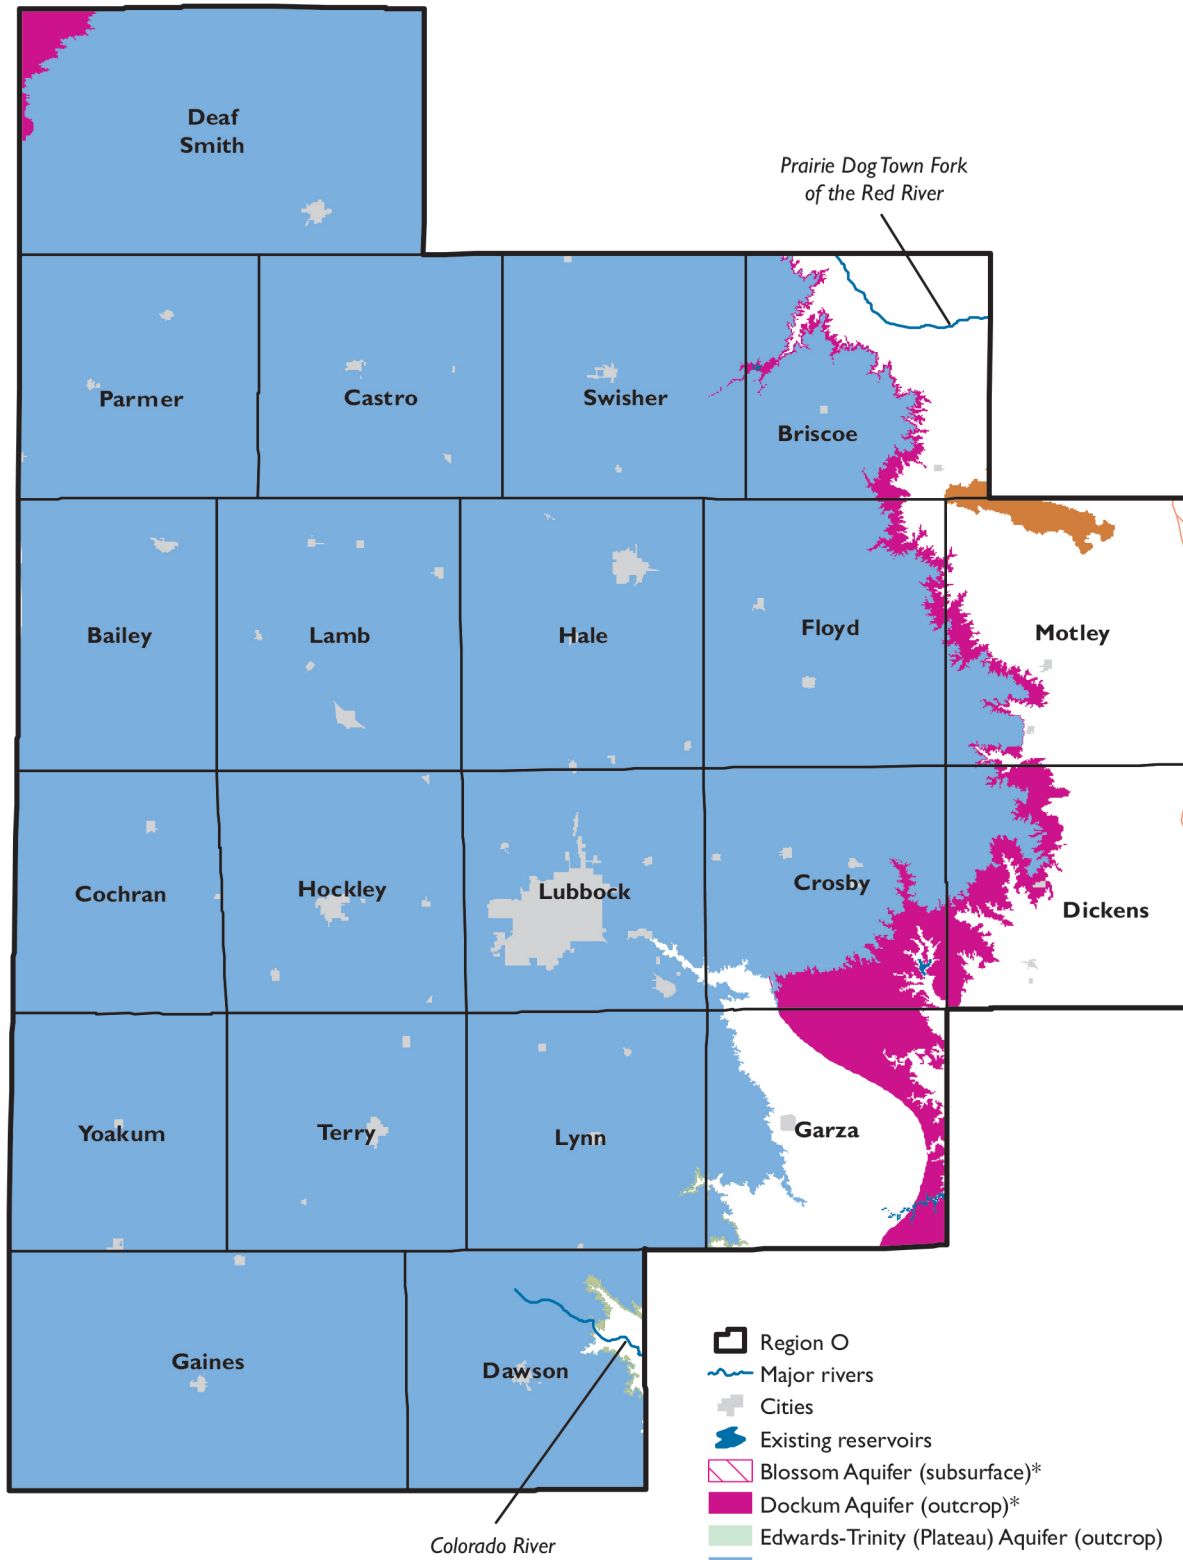 Deaf
Smith
Prairie Dog Town Fork
of the Red River
Parmer
Castro
Swisher
Briscoe
Bailey
Lamb
Hale
Floyd
Motley
Cochran
Hockley
Lubbock
Crosby
Dickens
Yoakum
Terry
Lynn
Garza
Gaines
Dawson
Colorado River
Region O
Major rivers
Cities
Existing reservoirs
Blossom Aquifer (subsurface)*
Dockum Aquifer (outcrop)*
Edwards-Trinity (Plateau) Aquifer (outcrop)